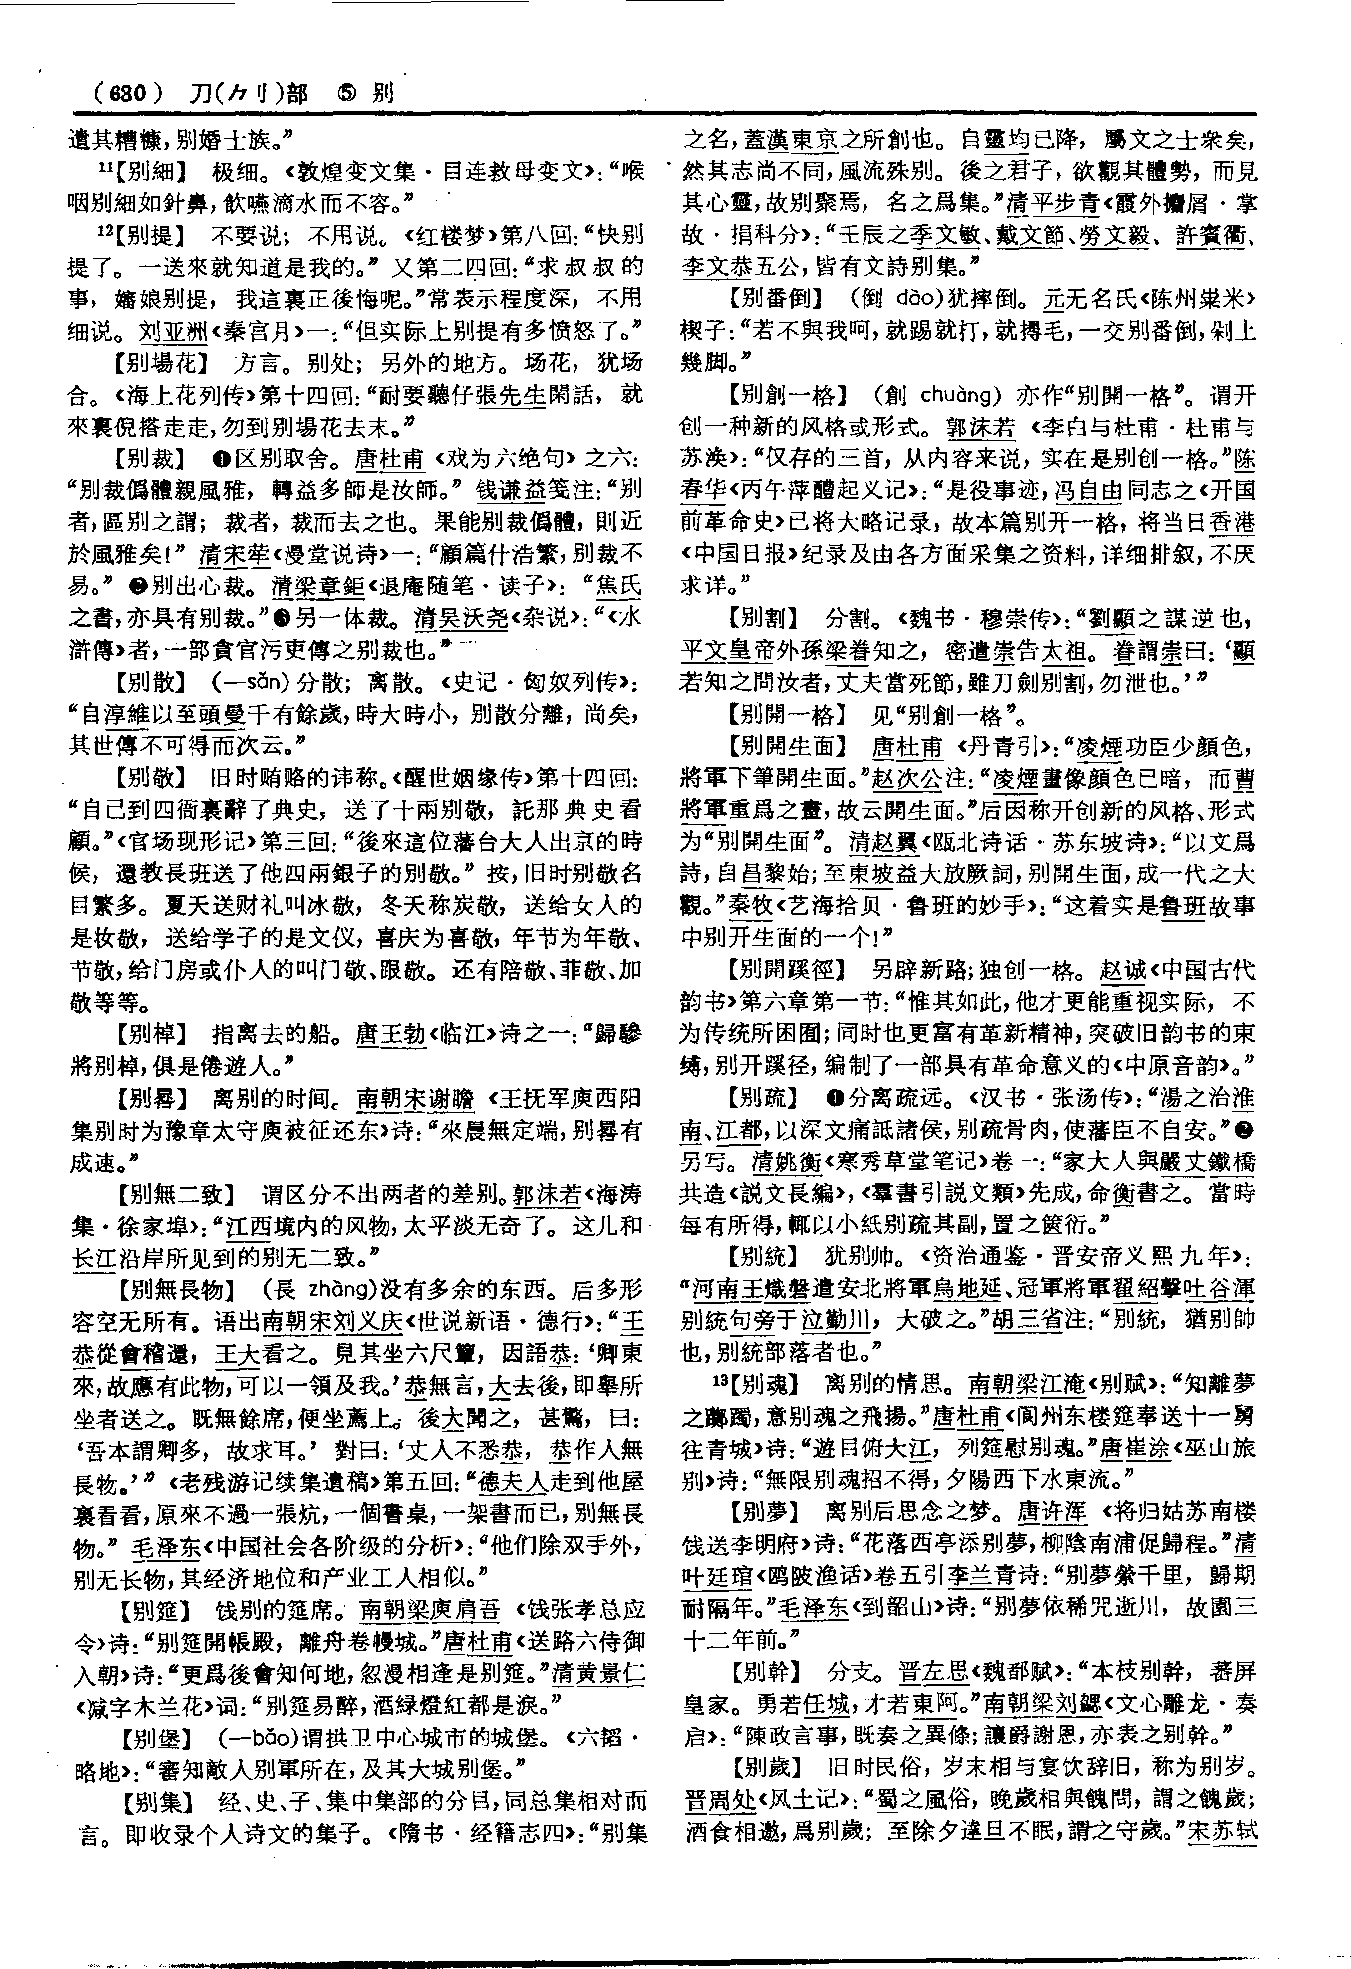 (630) 刀(⺈刂)部 ⑤ 别
遣其糟糠,别婚士族。”
¹¹【别細】 极细。《敦煌变文集·目连救母变文》:“喉
咽别細如針鼻,飲嚥滴水而不容。”
¹²【别提】 不要说;不用说。《红楼梦》第八回:“快别
提了。一送來就知道是我的。”又第二四回:“求叔叔的
事,嬸娘别提,我這裏正後悔呢。”常表示程度深,不用
细说。刘亚洲《秦宫月》一:“但实际上别提有多愤怒了。”
【别場花】 方言。别处;另外的地方。场花,犹场
合。《海上花列传》第十四回:“耐要聽仔張先生閑話,就
來裏倪搭走走,勿到别場花去末。”
【别裁】 ❶区别取舍。唐杜甫《戏为六绝句》之六:
“别裁僞體親風雅,轉益多師是汝師。”钱谦益笺注:“别
者,區别之謂;裁者,裁而去之也。果能别裁僞體,則近
於風雅矣!”清宋荦《漫堂说诗》一:“顧篇什浩繁,别裁不
易。”❷别出心裁。清梁章鉅《退庵随笔·读子》:“焦氏
之書,亦具有别裁。”❸另一体裁。清吴沃尧《杂说》:“《水
滸傳》者,一部貪官污吏傳之别裁也。”
【别散】 (—sǎn)分散;离散。《史记·匈奴列传》:
“自淳維以至頭曼千有餘歲,時大時小,别散分離,尚矣,
其世傳不可得而次云。”
【别敬】 旧时贿赂的讳称。《醒世姻缘传》第十四回:
“自己到四衙裏辭了典史,送了十兩别敬,託那典史看
顧。”《官场现形记》第三回:“後來這位藩台大人出京的時
候,還教長班送了他四兩銀子的别敬。”按,旧时别敬名
目繁多。夏天送财礼叫冰敬,冬天称炭敬,送给女人的
是妆敬,送给学子的是文仪,喜庆为喜敬,年节为年敬、
节敬,给门房或仆人的叫门敬、跟敬。还有陪敬、菲敬、加
敬等等。
【别棹】 指离去的船。唐王勃《临江》诗之一:“歸驂
將别棹,俱是倦遊人。”
【别晷】 离别的时间。南朝宋谢瞻《王抚军庾西阳
集别时为豫章太守庾被征还东》诗:“來晨無定端,别晷有
成速。”
【别無二致】 谓区分不出两者的差别。郭沫若《海涛
集·徐家埠》:“江西境内的风物,太平淡无奇了。这儿和
长江沿岸所见到的别无二致。”
【别無長物】 (長 zhàng)没有多余的东西。后多形
容空无所有。语出南朝宋刘义庆《世说新语·德行》:“王
恭從會稽還,王大看之。見其坐六尺簟,因語恭:‘卿東
來,故應有此物,可以一領及我。’恭無言,大去後,即舉所
坐者送之。既無餘席,便坐薦上。後大聞之,甚驚,曰:
‘吾本謂卿多,故求耳。’對曰:‘丈人不悉恭,恭作人無
長物。’”《老残游记续集遺稿》第五回:“德夫人走到他屋
裏看看,原來不過一張炕,一個書桌,一架書而已,别無長
物。”毛泽东《中国社会各阶级的分析》:“他们除双手外,
别无长物,其经济地位和产业工人相似。”
【别筵】 饯别的筵席。南朝梁庾肩吾《饯张孝总应
令》诗:“别筵開帳殿,離舟卷幔城。”唐杜甫《送路六侍御
入朝》诗:“更爲後會知何地,忽漫相逢是别筵。”清黄景仁
《减字木兰花》词:“别筵易醉,酒緑燈紅都是淚。”
【别堡】 (—bǎo)谓拱卫中心城市的城堡。《六韬·
略地》:“審知敵人别軍所在,及其大城别堡。”
【别集】 经、史、子、集中集部的分目,同总集相对而
言。即收录个人诗文的集子。《隋书·经籍志四》:“别集
之名,蓋漢東京之所創也。自靈均已降,屬文之士衆矣,
然其志尚不同,風流殊别。後之君子,欲觀其體勢,而見
其心靈,故别聚焉,名之爲集。”清平步青《霞外攟屑·掌
故·捐科分》:“壬辰之季文敏、戴文節、勞文毅、許賓衢、
李文恭五公,皆有文詩别集。”
【别番倒】 (倒 dǎo)犹摔倒。元无名氏《陈州粜米》
楔子:“若不與我呵,就踢就打,就撏毛,一交别番倒,剁上
幾脚。”
【别創一格】 (創 chuàng) 亦作“别開一格”。谓开
创一种新的风格或形式。郭沫若《李白与杜甫·杜甫与
苏涣》:“仅存的三首,从内容来说,实在是别创一格。”陈
春华《丙午萍醴起义记》:“是役事迹,冯自由同志之《开国
前革命史》已将大略记录,故本篇别开一格,将当日香港
《中国日报》纪录及由各方面采集之资料,详细排叙,不厌
求详。”
【别割】 分割。《魏书·穆崇传》:“劉顯之謀逆也,
平文皇帝外孫梁眷知之,密遣崇告太祖。眷謂崇曰:‘顯
若知之問汝者,丈夫當死節,雖刀劍别割,勿泄也。’”
【别開一格】 见“别創一格”。
【别開生面】 唐杜甫《丹青引》:“凌煙功臣少顔色,
將軍下筆開生面。”赵次公注:“凌煙畫像顔色已暗,而曹
將軍重爲之畫,故云開生面。”后因称开创新的风格、形式
为“别開生面”。清赵翼《瓯北诗话·苏东坡诗》:“以文爲
詩,自昌黎始;至東坡益大放厥詞,别開生面,成一代之大
觀。”秦牧《艺海拾贝·鲁班的妙手》:“这着实是鲁班故事
中别开生面的一个!”
【别開蹊徑】 另辟新路;独创一格。赵诚《中国古代
韵书》第六章第一节:“惟其如此,他才更能重视实际,不
为传统所困囿;同时也更富有革新精神,突破旧韵书的束
缚,别开蹊径,编制了一部具有革命意义的《中原音韵》。”
【别疏】 ❶分离疏远。《汉书·张汤传》:“湯之治淮
南、江都,以深文痛詆諸侯,别疏骨肉,使藩臣不自安。”❷
另写。清姚衡《寒秀草堂笔记》卷一:“家大人與嚴丈鐵橋
共造《説文長編》,《羣書引説文類》先成,命衡書之。當時
每有所得,輒以小紙别疏其副,置之篋衍。”
【别統】 犹别帅。《资治通鉴·晋安帝义熙九年》:
“河南王熾磐遣安北將軍烏地延、冠軍將軍翟紹擊吐谷渾
别統句旁于泣勤川,大破之。”胡三省注:“别統,猶别帥
也,别統部落者也。”
¹³【别魂】 离别的情思。南朝梁江淹《别赋》:“知離夢
之躑躅,意别魂之飛揚。”唐杜甫《阆州东楼筵奉送十一舅
往青城》诗:“遊目俯大江,列筵慰别魂。”唐崔涂《巫山旅
别》诗:“無限别魂招不得,夕陽西下水東流。”
【别夢】 离别后思念之梦。唐许浑《将归姑苏南楼
饯送李明府》诗:“花落西亭添别夢,柳陰南浦促歸程。”清
叶廷琯《鸥陂渔话》卷五引李兰青诗:“别夢縈千里,歸期
耐隔年。”毛泽东《到韶山》诗:“别夢依稀咒逝川,故園三
十二年前。”
【别幹】 分支。晋左思《魏都赋》:“本枝别幹,蕃屏
皇家。勇若任城,才若東阿。”南朝梁刘勰《文心雕龙·奏
启》:“陳政言事,既奏之異條;讓爵謝恩,亦表之别幹。”
【别歲】 旧时民俗,岁末相与宴饮辞旧,称为别岁。
晋周处《风土记》:“蜀之風俗,晚歲相與餽問,謂之餽歲;
酒食相邀,爲别歲;至除夕達旦不眠,謂之守歲。”宋苏轼